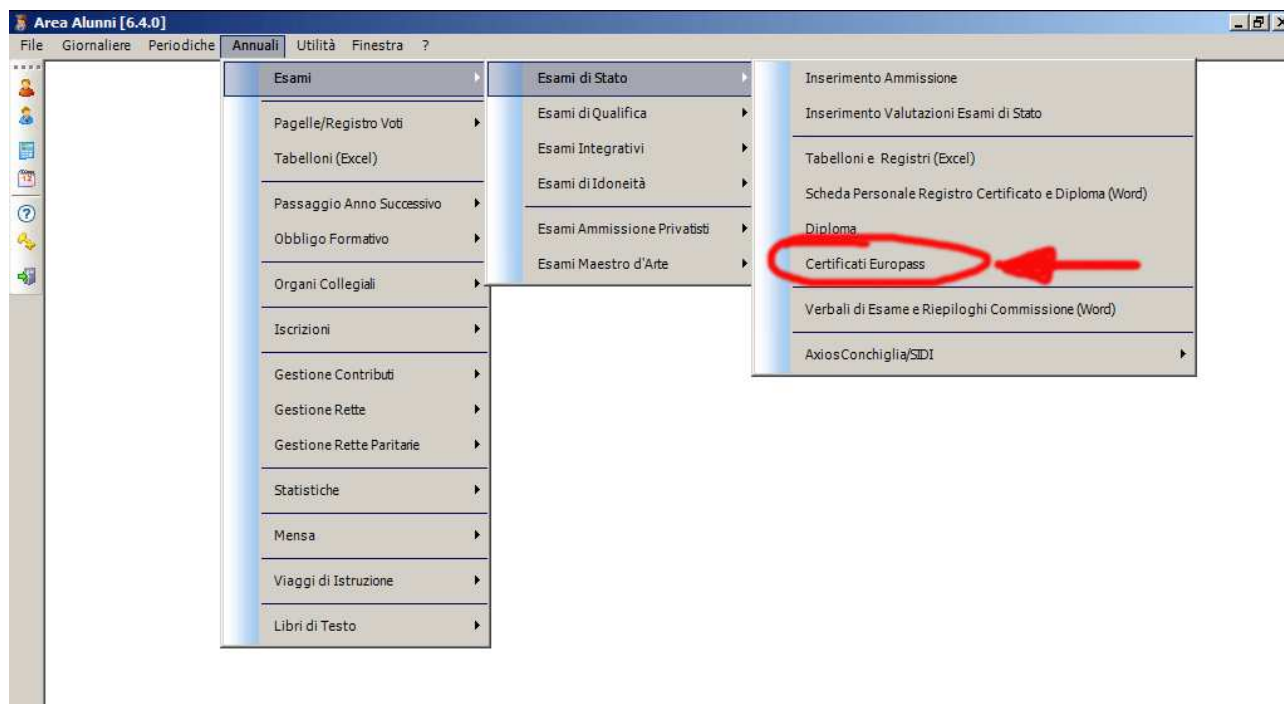 Area Alunni [6.4.0]
File Giornaliere Periodiche Annuali Utilità Finestra ?
Esami
Pagelle/Registro Voti
Tabelloni (Excel)
Passaggio Anno Successivo
Obbligo Formativo
Organi Collegiali
Iscrizioni
Gestione Contributi
Gestione Rette
Gestione Rette Paritarie
Statistiche
Mensa
Viaggi di Istruzione
Libri di Testo
Esami di Stato
Esami di Qualifica
Esami Integrativi
Esami di Idoneità
Esami Ammissione Privatisti
Esami Maestro d'Arte
Inserimento Ammissione
Inserimento Valutazioni Esami di Stato
Tabelloni e Registri (Excel)
Scheda Personale Registro Certificato e Diploma (Word)
Diploma
Certificati Europass
Verbali di Esame e Riepiloghi Commissione (Word)
AxiosConchiglia/SIDI
12